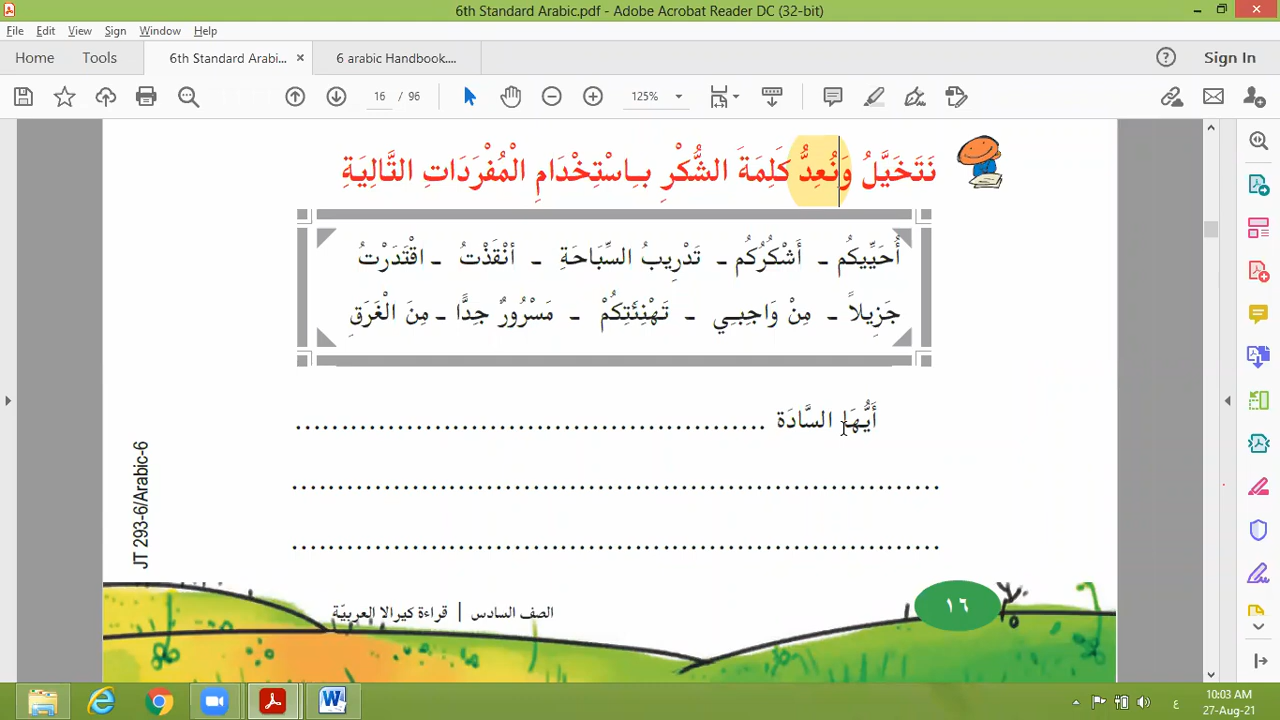 6th Standard Arabic.pdf - Adobe Acrobat Reader DC (32-bit)
File Edit View Sign Window Help
Home Tools 6th Standard Arabi... × 6 arabic Handbook.... Sign In
16 / 96 125%
نَتَخَيَّلُ وَنُعِدُّ كَلِمَةَ الشُّكْرِ بِاسْتِخْدَامِ الْمُفْرَدَاتِ التَّالِيَةِ
أُحَيِّيكُم - أَشْكُرُكُم - تَدْرِيبُ السِّبَاحَةِ - أنْقَذْتُ - اقْتَدَرْتُ
جَزِيلاً - مِنْ وَاجِبِي - تَهْنِئَتِكُمْ - مَسْرُورٌ جِدًّا - مِنَ الْغَرَقِ
أَيُّهَا السَّادَة ..................................................
......................................................................
......................................................................
JT 293-6/Arabic-6
١٦
الصف السادس | قراءة كيرالا العربيّة
ع
10:03 AM
27-Aug-21